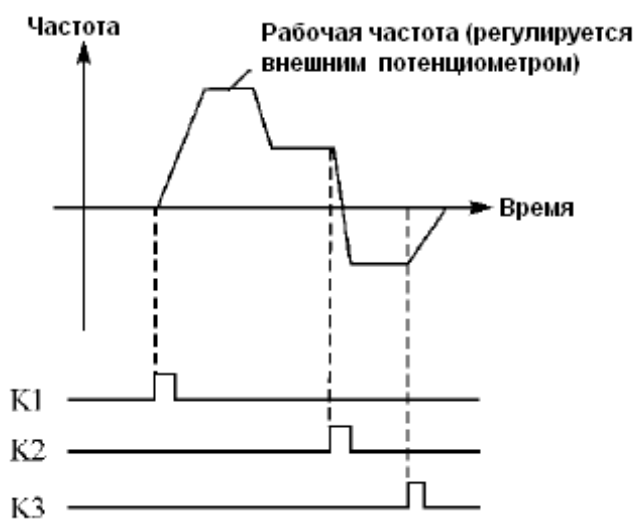 Частота
Рабочая частота (регулируется
внешним потенциометром)
Время
K1
K2
K3